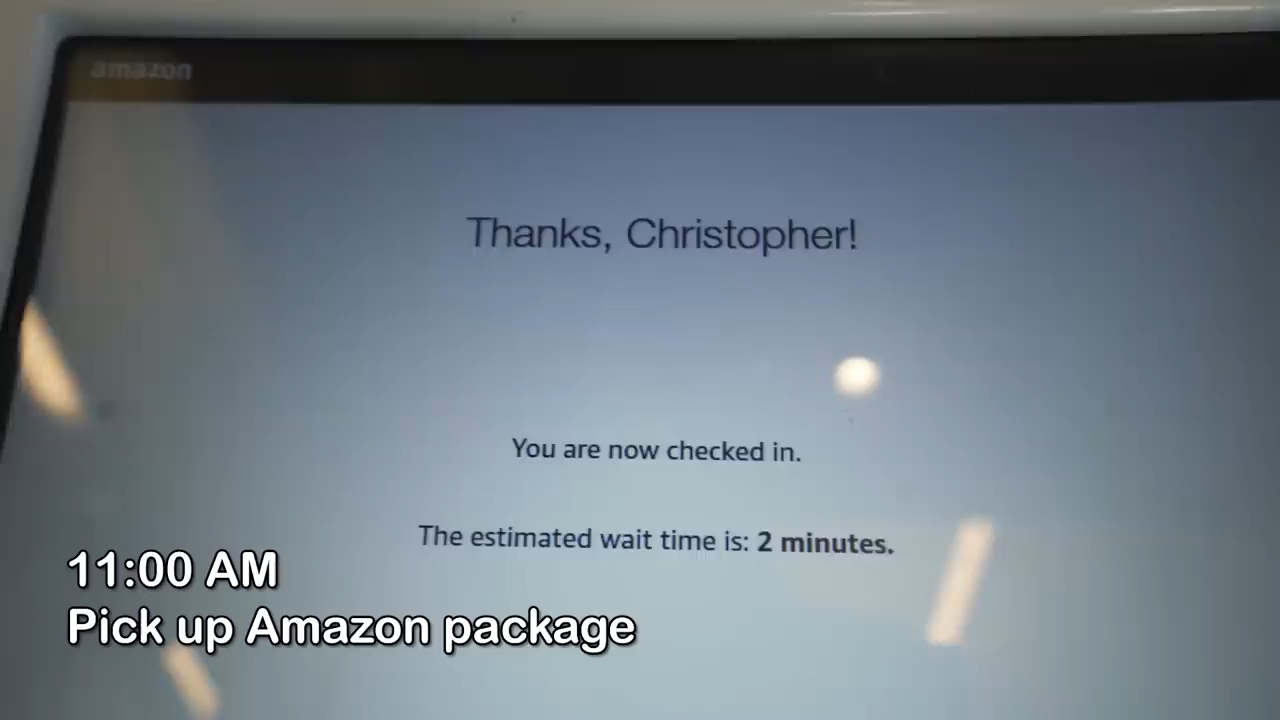 amazon
Thanks, Christopher!
You are now checked in.
The estimated wait time is: 2 minutes.
11:00 AM
Pick up Amazon package